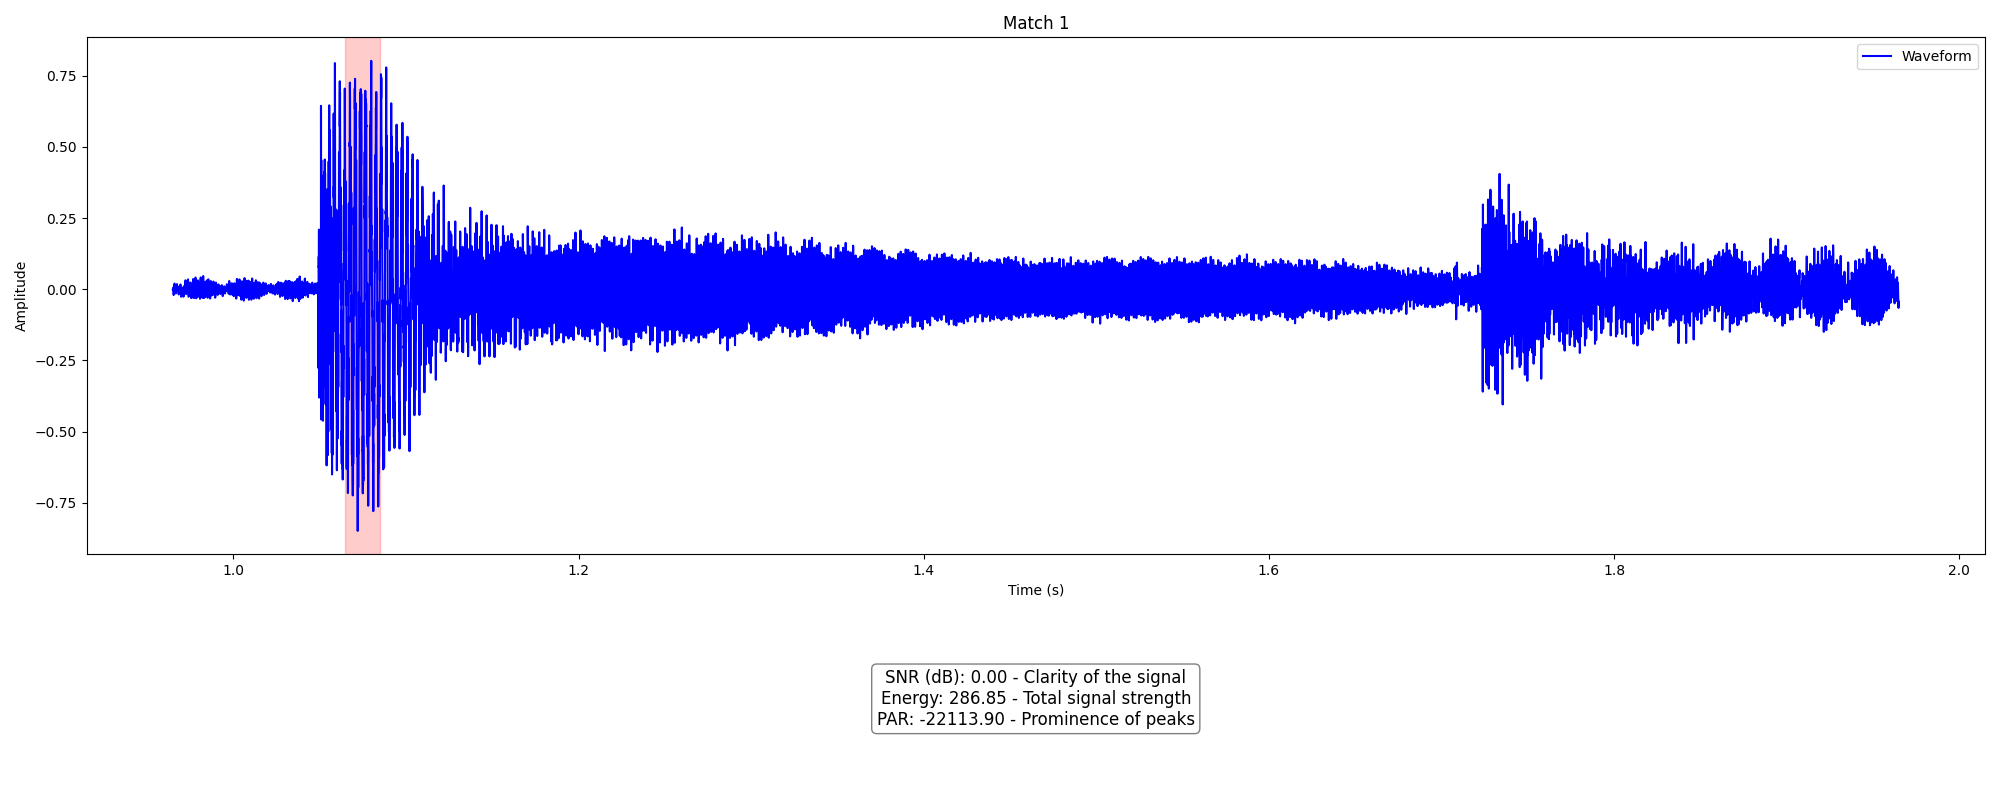 Match 1
Waveform
Amplitude
0.75
0.50
0.25
0.00
−0.25
−0.50
−0.75
1.0 1.2 1.4 1.6 1.8 2.0
Time (s)
SNR (dB): 0.00 - Clarity of the signal
Energy: 286.85 - Total signal strength
PAR: -22113.90 - Prominence of peaks